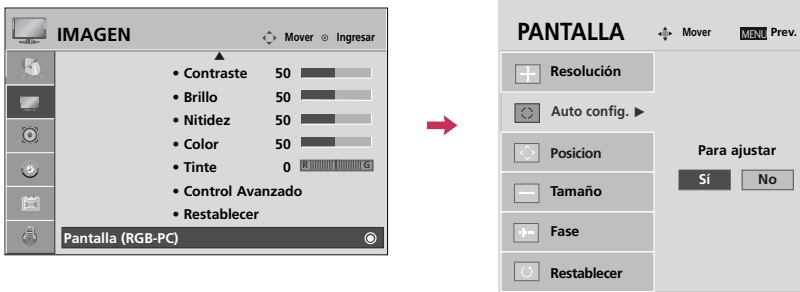 IMAGEN
Mover
Ingresar
• Contraste 50
• Brillo 50
• Nitidez 50
• Color 50
• Tinte 0 R G
• Control Avanzado
• Restablecer
Pantalla (RGB-PC)
PANTALLA
Mover
MENU Prev.
Resolución
Auto config. ▶
Posicion
Tamaño
Fase
Restablecer
Para ajustar
Sí No